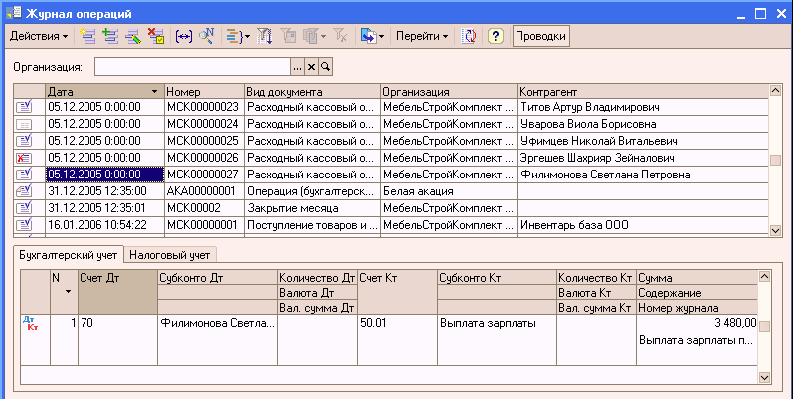 Журнал операций
Действия Перейти ? Проводки
Организация: ... x
Дата Номер Вид документа Организация Контрагент
05.12.2005 0:00:00 МСК00000023 Расходный кассовый о... МебельСтройКомплект ... Титов Артур Владимирович
05.12.2005 0:00:00 МСК00000024 Расходный кассовый о... МебельСтройКомплект ... Уварова Виола Борисовна
05.12.2005 0:00:00 МСК00000025 Расходный кассовый о... МебельСтройКомплект ... Уфимцев Николай Витальевич
05.12.2005 0:00:00 МСК00000026 Расходный кассовый о... МебельСтройКомплект ... Эргешев Шахрияр Зейналович
05.12.2005 0:00:00 МСК00000027 Расходный кассовый о... МебельСтройКомплект ... Филимонова Светлана Петровна
31.12.2005 12:35:00 АКА00000001 Операция (бухгалтерск... Белая акация
31.12.2005 12:35:01 МСК00002 Закрытие месяца МебельСтройКомплект ...
16.01.2006 10:54:22 МСК00000001 Поступление товаров и ... МебельСтройКомплект ... Инвентарь база ООО
Бухгалтерский учет Налоговый учет
N Счет Дт Субконто Дт Количество Дт Счет Кт Субконто Кт Количество Кт Сумма
Валюта Дт Валюта Кт Содержание
Вал. сумма Дт Вал. сумма Кт Номер журнала
Дт Кт 1 70 Филимонова Светла... 50.01 Выплата зарплаты 3 480,00
Выплата зарплаты п...